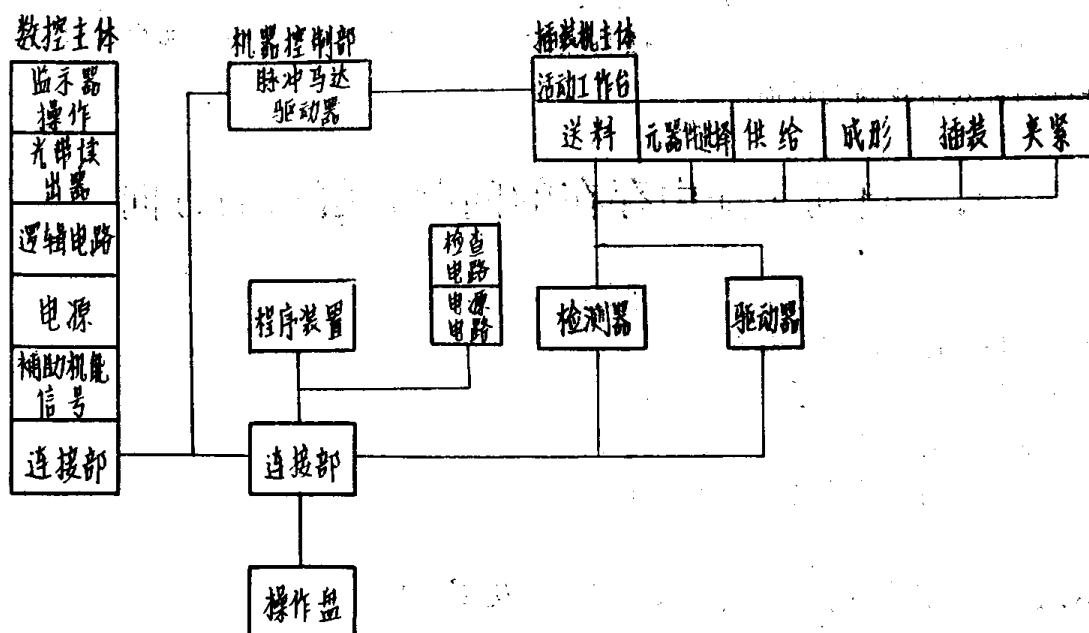 数控主体
监示器
操作
光带读
出器
逻辑电路
电源
補助机能
信号
连接部
机器控制部
脉冲马达
驱动器
程序装置
检查
电路
电源
电路
连接部
操作盘
插装机主体
活动工作台
送料
元器件选择
供给
成形
插装
夹紧
检测器
驱动器